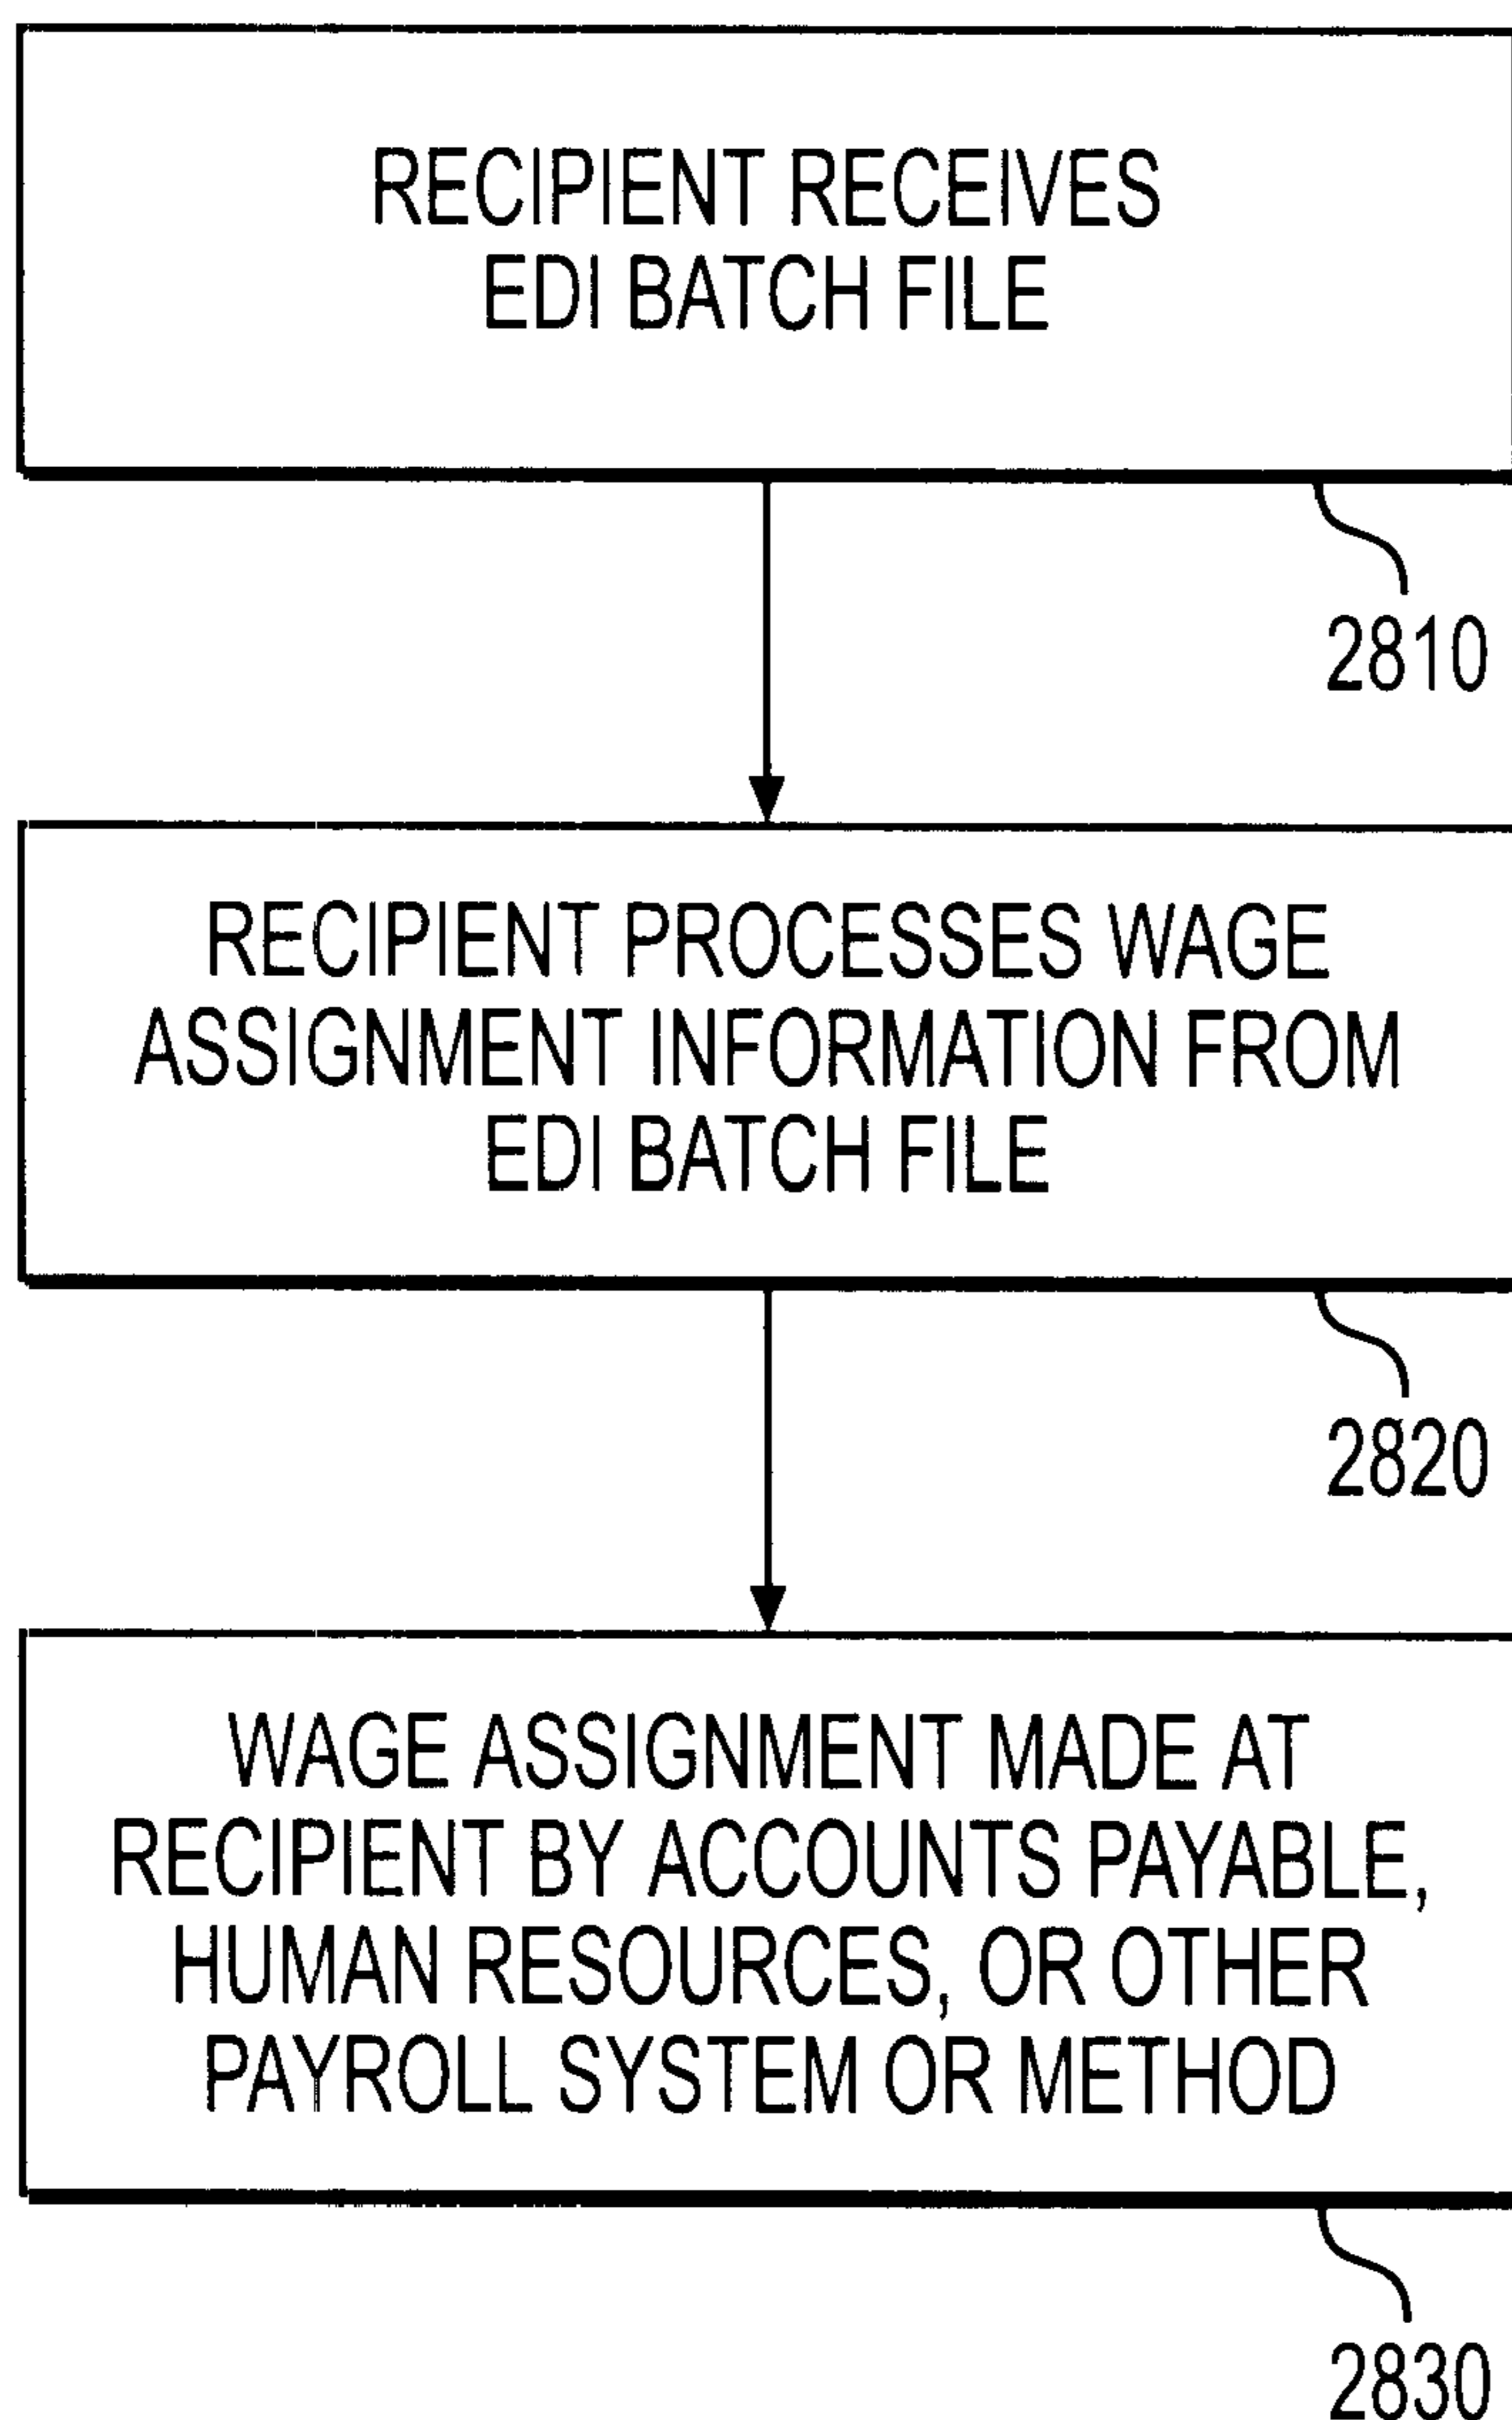 RECIPIENT RECEIVES
EDI BATCH FILE
2810
RECIPIENT PROCESSES WAGE
ASSIGNMENT INFORMATION FROM
EDI BATCH FILE
2820
WAGE ASSIGNMENT MADE AT
RECIPIENT BY ACCOUNTS PAYABLE,
HUMAN RESOURCES, OR OTHER
PAYROLL SYSTEM OR METHOD
2830